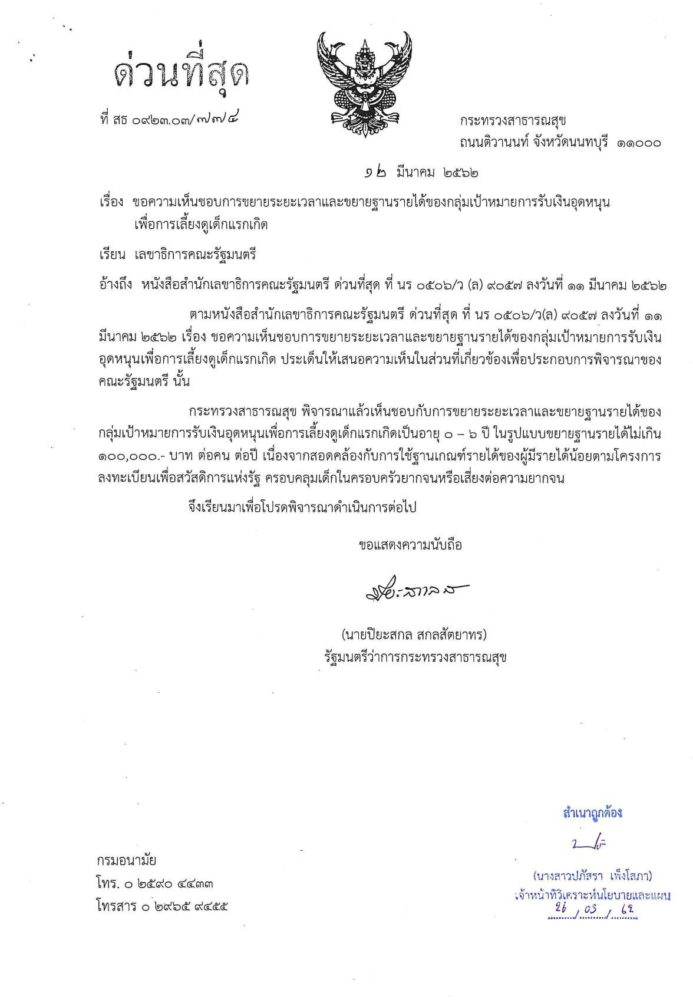 ด่วนที่สุด
ที่ สธ ๐๙๒๓.๐๓/๗๗๔
กระทรวงสาธารณสุข
ถนนติวานนท์ จังหวัดนนทบุรี ๑๑๐๐๐
๑๒ มีนาคม ๒๕๖๒
เรื่อง ขอความเห็นชอบการขยายระยะเวลาและขยายฐานรายได้ของกลุ่มเป้าหมายการรับเงินอุดหนุน
เพื่อการเลี้ยงดูเด็กแรกเกิด
เรียน เลขาธิการคณะรัฐมนตรี
อ้างถึง หนังสือสำนักเลขาธิการคณะรัฐมนตรี ด่วนที่สุด ที่ นร ๐๕๐๖/ว (ล) ๙๐๕๗ ลงวันที่ ๑๑ มีนาคม ๒๕๖๒
ตามหนังสือสำนักเลขาธิการคณะรัฐมนตรี ด่วนที่สุด ที่ นร ๐๕๐๖/ว(ล) ๙๐๕๗ ลงวันที่ ๑๑
มีนาคม ๒๕๖๒ เรื่อง ขอความเห็นชอบการขยายระยะเวลาและขยายฐานรายได้ของกลุ่มเป้าหมายการรับเงิน
อุดหนุนเพื่อการเลี้ยงดูเด็กแรกเกิด ประเด็นให้เสนอความเห็นในส่วนที่เกี่ยวข้องเพื่อประกอบการพิจารณาของ
คณะรัฐมนตรี นั้น
กระทรวงสาธารณสุข พิจารณาแล้วเห็นชอบกับการขยายระยะเวลาและขยายฐานรายได้ของ
กลุ่มเป้าหมายการรับเงินอุดหนุนเพื่อการเลี้ยงดูเด็กแรกเกิดเป็นอายุ ๐ – ๖ ปี ในรูปแบบขยายฐานรายได้ไม่เกิน
๑๐๐,๐๐๐.- บาท ต่อคน ต่อปี เนื่องจากสอดคล้องกับการใช้ฐานเกณฑ์รายได้ของผู้มีรายได้น้อยตามโครงการ
ลงทะเบียนเพื่อสวัสดิการแห่งรัฐ ครอบคลุมเด็กในครอบครัวยากจนหรือเสี่ยงต่อความยากจน
จึงเรียนมาเพื่อโปรดพิจารณาดำเนินการต่อไป
ขอแสดงความนับถือ
(นายปิยะสกล สกลสัตยาทร)
รัฐมนตรีว่าการกระทรวงสาธารณสุข
สำเนาถูกต้อง
กรมอนามัย
โทร. ๐ ๒๕๙๐ ๔๔๓๓
โทรสาร ๐ ๒๙๖๕ ๙๔๕๕
(นางสาวปภัสรา เพ็งโสภา)
เจ้าหน้าที่วิเคราะห์นโยบายและแผน
26 / 03 / 62